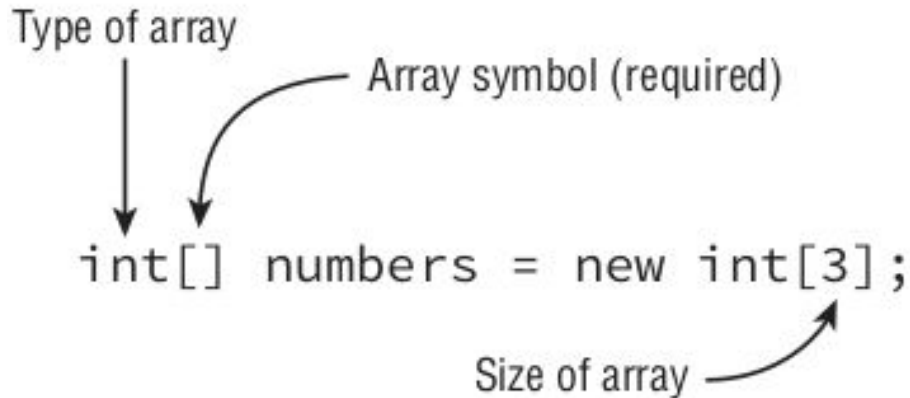 Type of array
Array symbol (required)
int[] numbers = new int[3];
Size of array